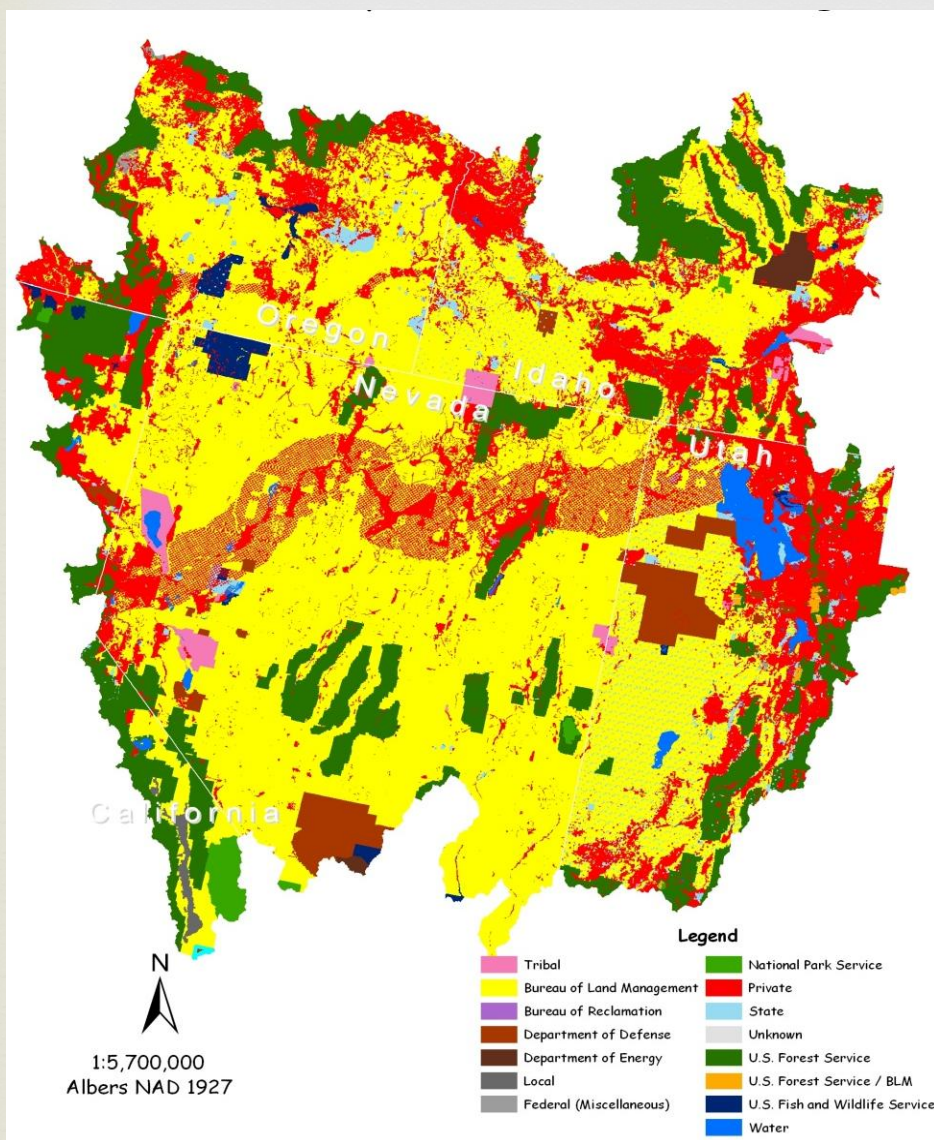 Oregon
Idaho
Nevada
Utah
California
N
1:5,700,000
Albers NAD 1927
Legend
Tribal
Bureau of Land Management
Bureau of Reclamation
Department of Defense
Department of Energy
Local
Federal (Miscellaneous)
National Park Service
Private
State
Unknown
U.S. Forest Service
U.S. Forest Service / BLM
U.S. Fish and Wildlife Service
Water